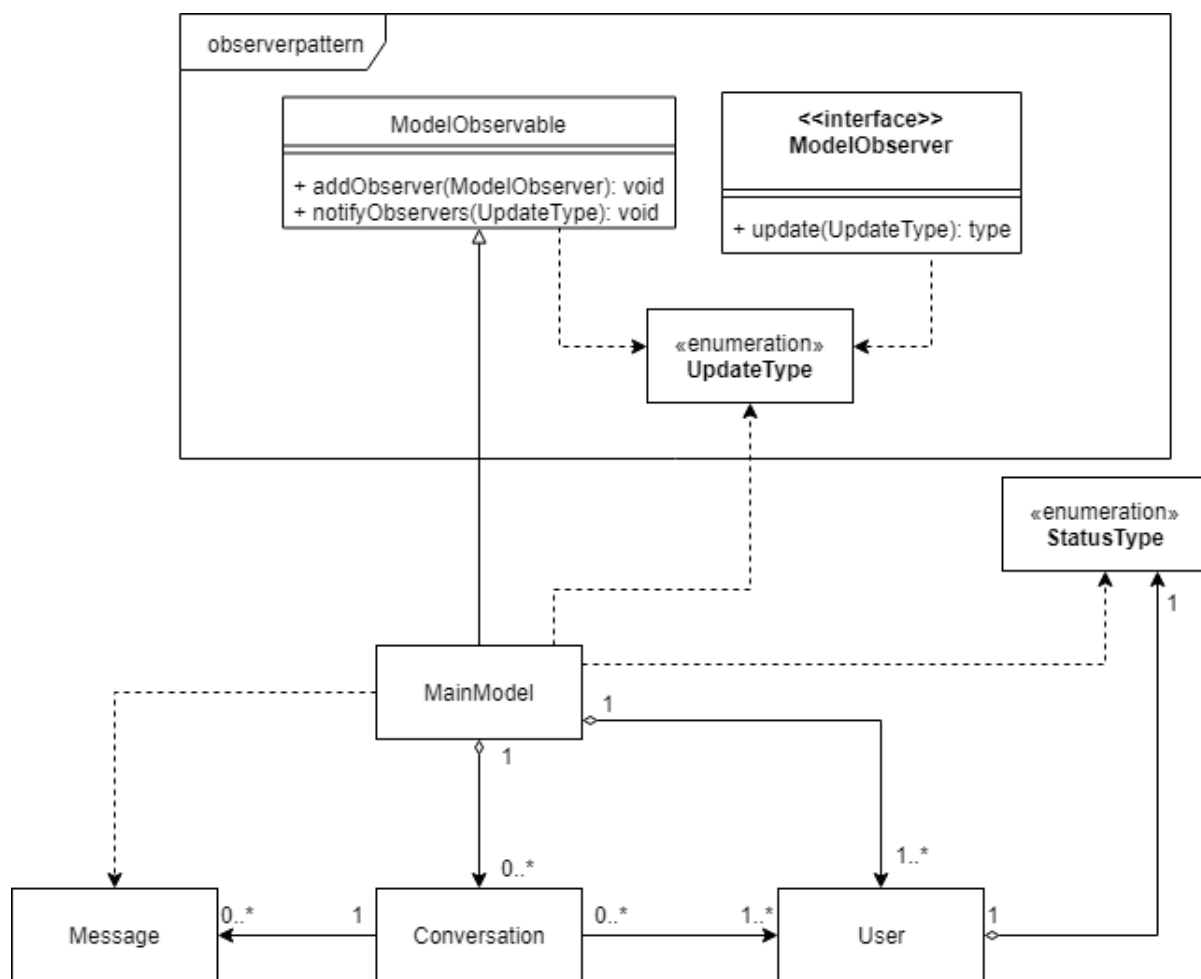 observerpattern
ModelObservable
+ addObserver(ModelObserver): void
+ notifyObservers(UpdateType): void
<<interface>>
ModelObserver
+ update(UpdateType): type
«enumeration»
UpdateType
«enumeration»
StatusType
1
MainModel
1
1
0..*
1..*
Message
0..*
1
Conversation
0..*
1..*
User
1